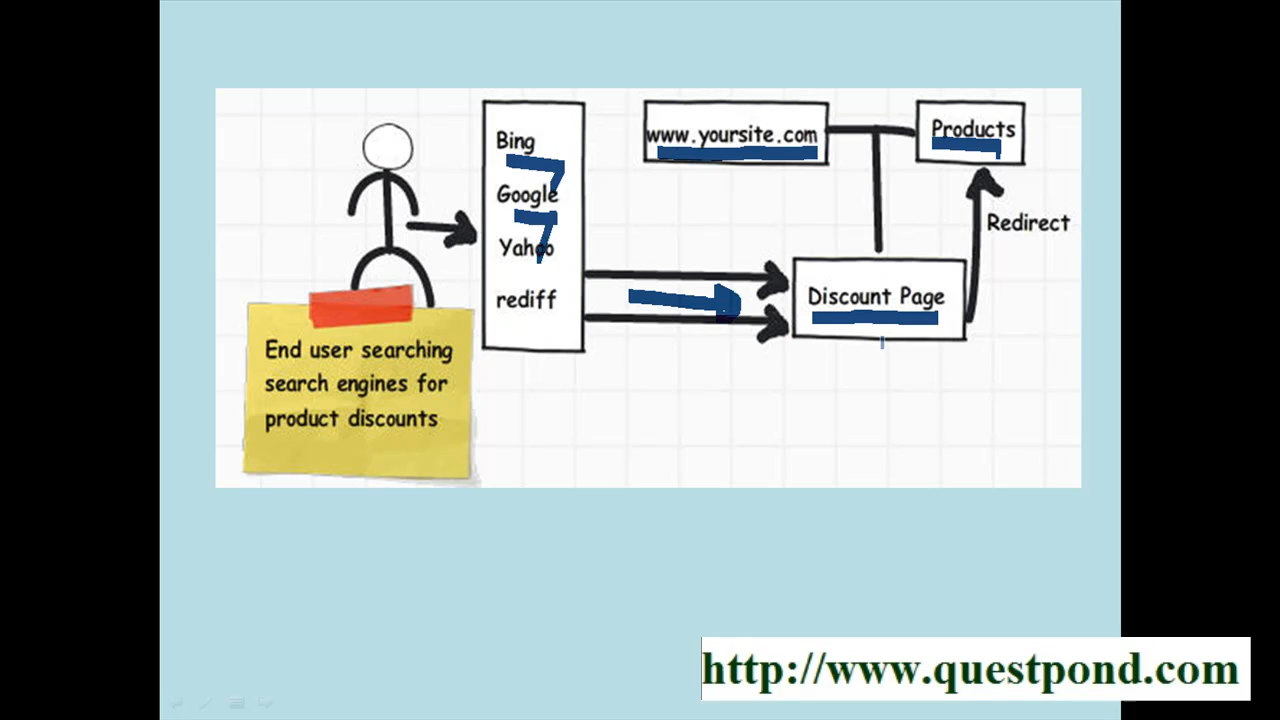 Bing
Google
Yahoo
rediff
www.yoursite.com
Products
Redirect
Discount Page
End user searching
search engines for
product discounts
http://www.questpond.com